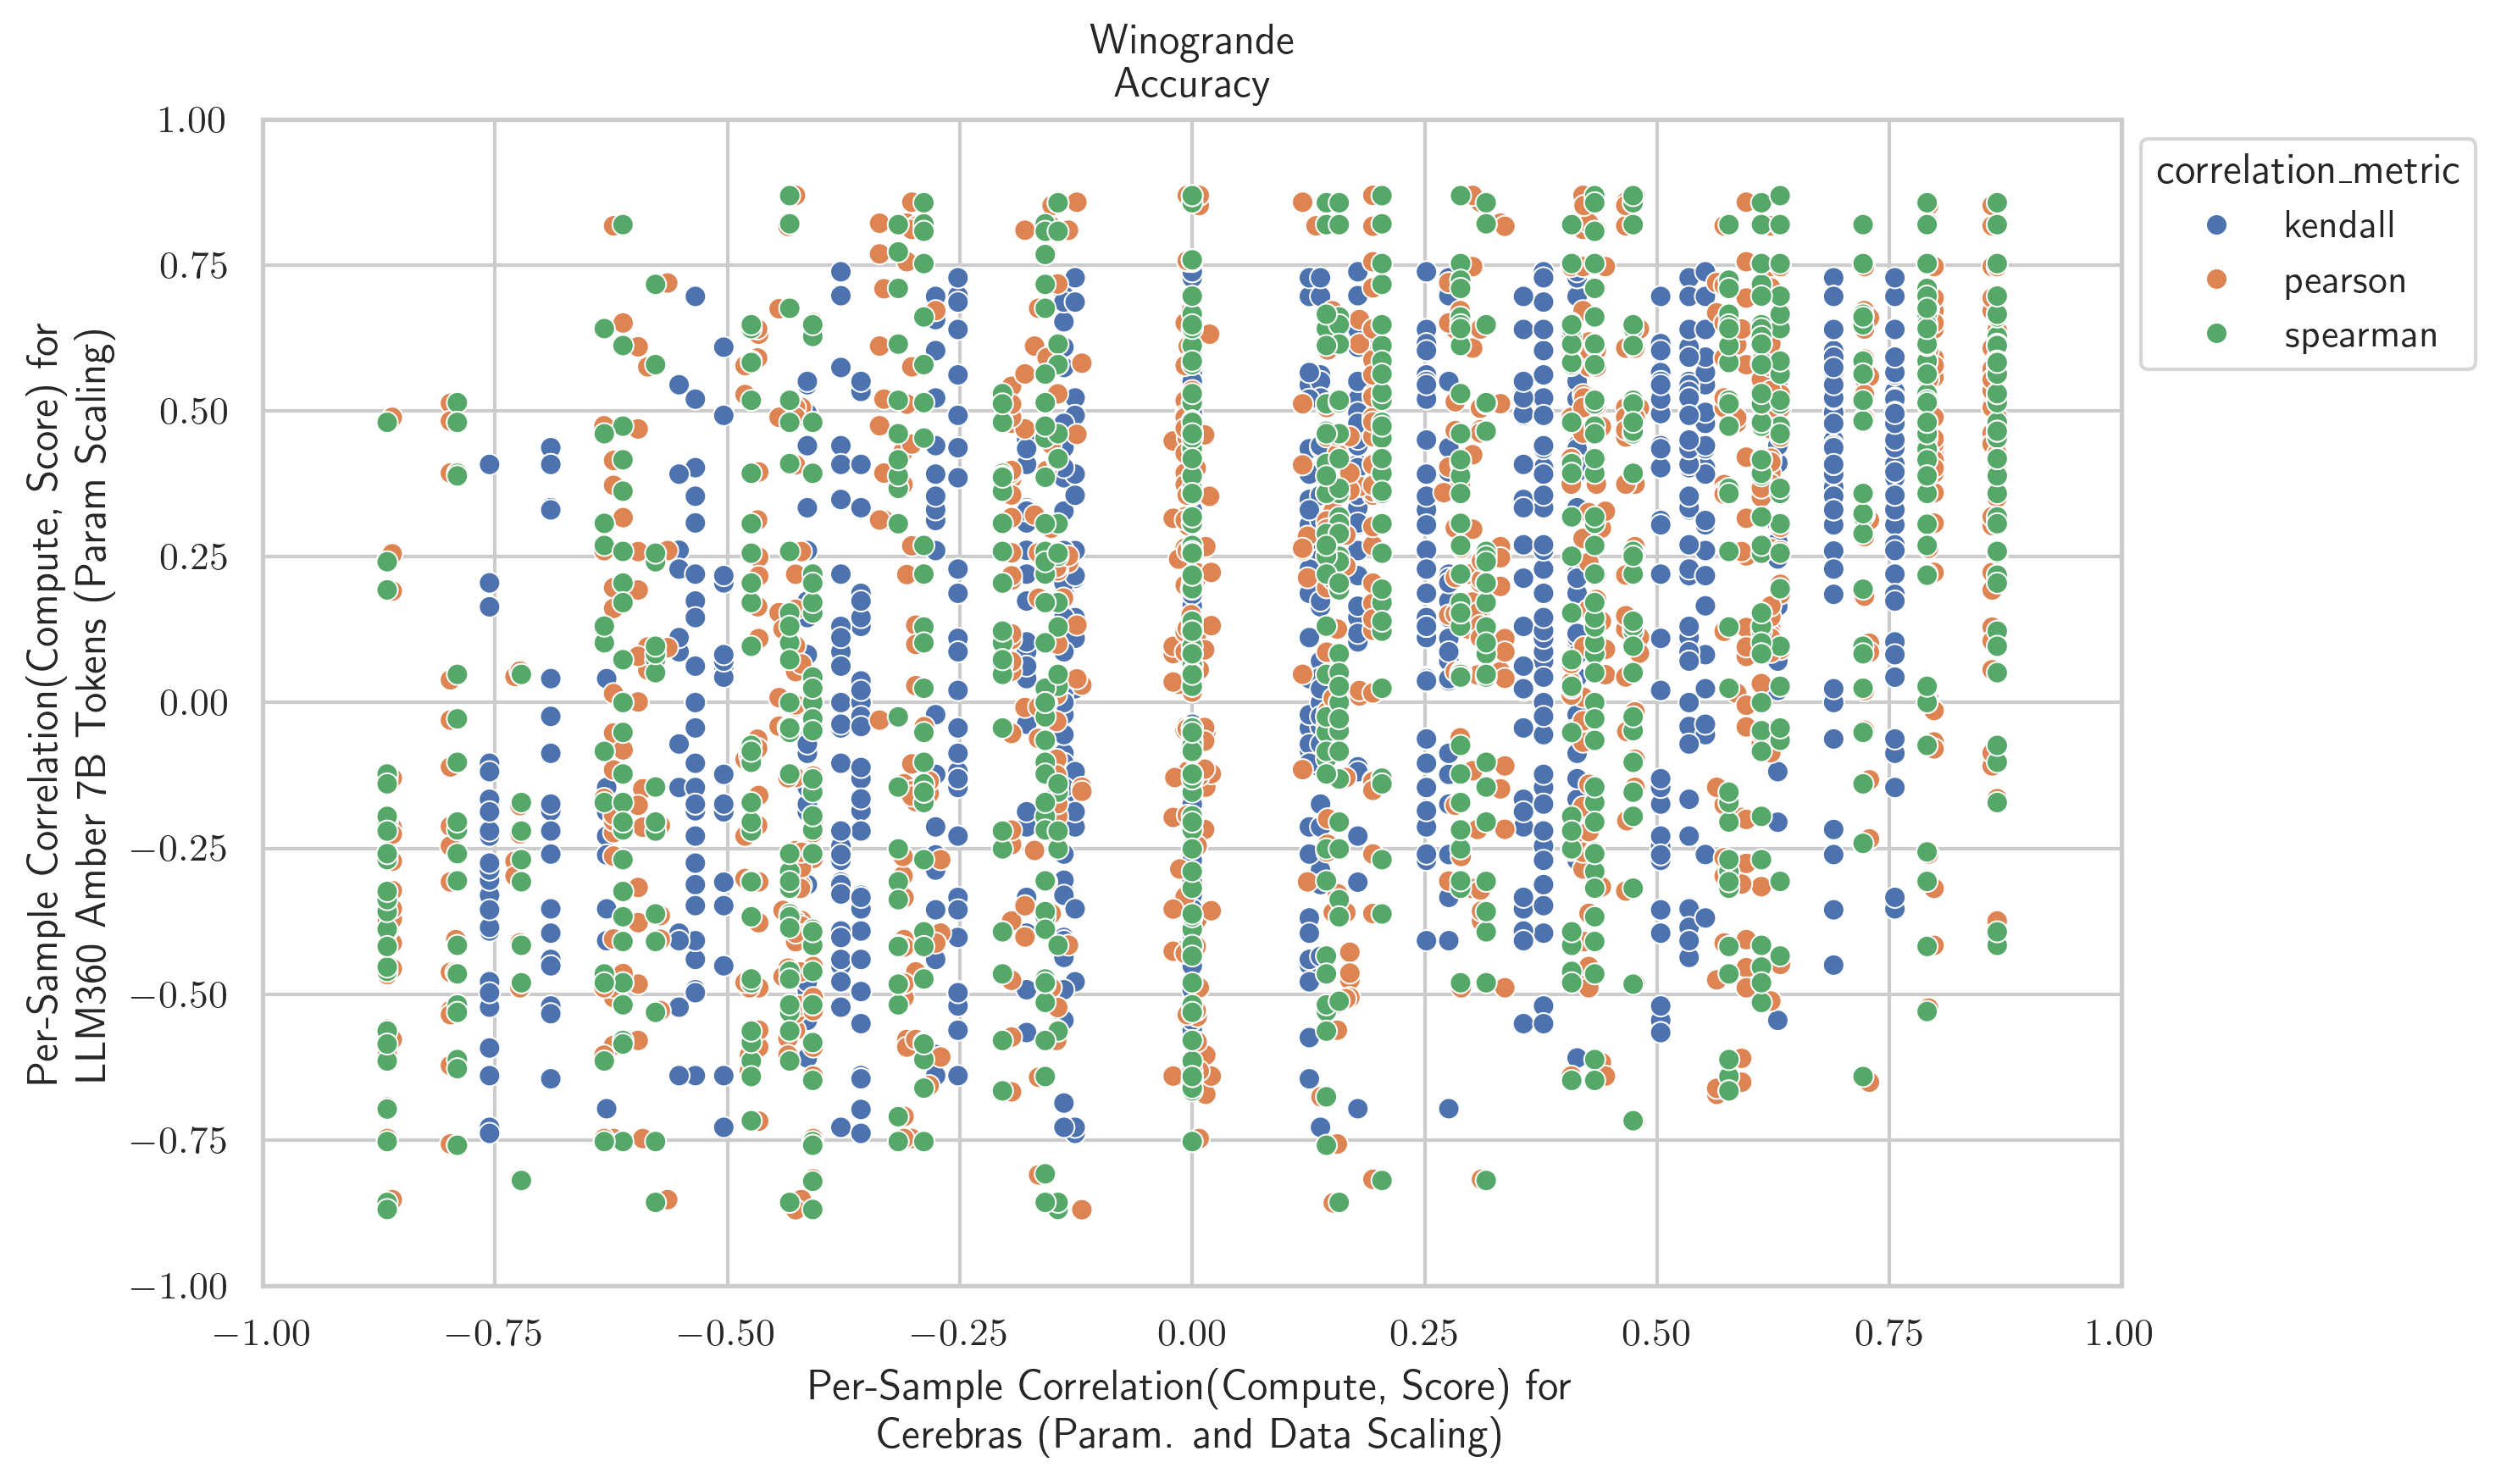 Winogrande
Accuracy
1.00
0.75
0.50
0.25
0.00
−0.25
−0.50
−0.75
−1.00
Per-Sample Correlation(Compute, Score) for
LLM360 Amber 7B Tokens (Param Scaling)
−1.00
−0.75
−0.50
−0.25
0.00
0.25
0.50
0.75
1.00
Per-Sample Correlation(Compute, Score) for
Cerebras (Param. and Data Scaling)
correlation_metric
kendall
pearson
spearman